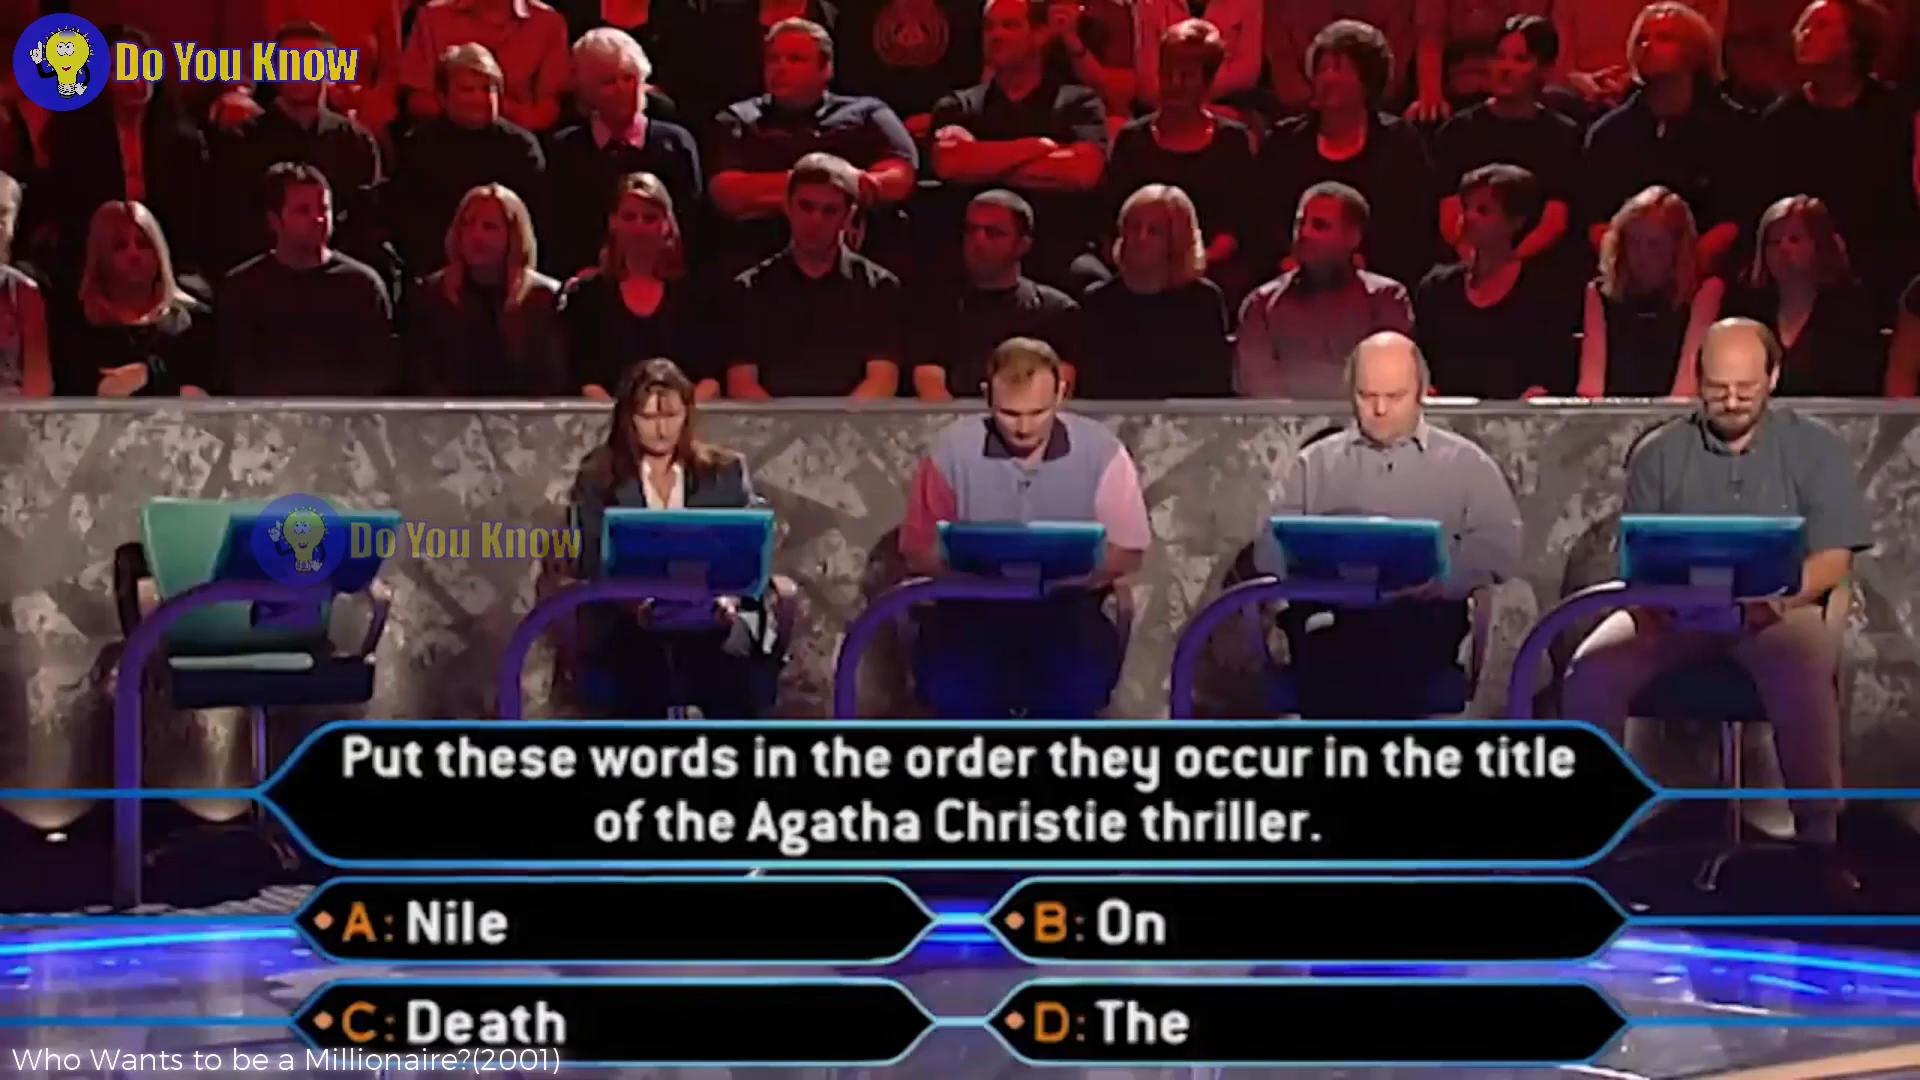 Do You Know
Do You Know
Put these words in the order they occur in the title
of the Agatha Christie thriller.
A: Nile
B: On
C: Death
D: The
Who Wants to be a Millionaire?(2001)